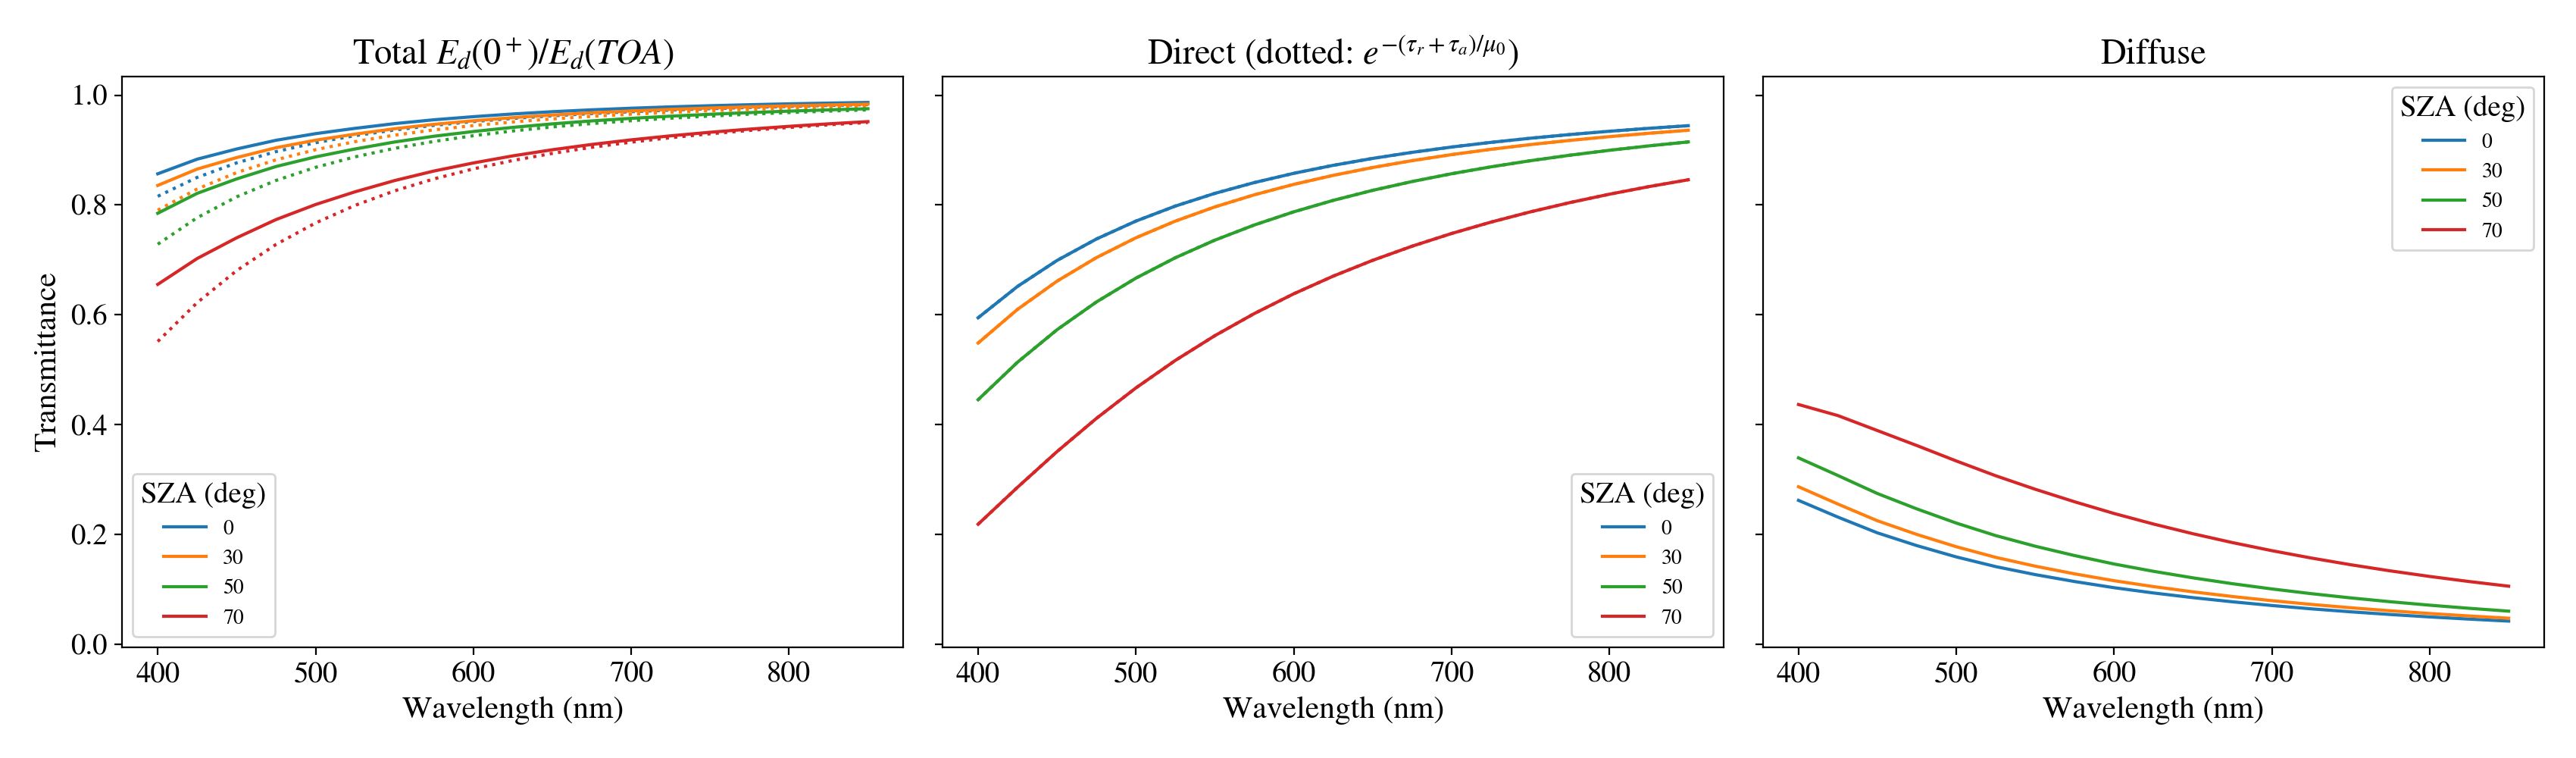 Total $E_d(0^+)/E_d(TOA)$
Direct (dotted: $e^{-(\tau_r+\tau_a)/\mu_0}$)
Diffuse
Transmittance
1.0
0.8
0.6
0.4
0.2
0.0
SZA (deg)
0
30
50
70
400 500 600 700 800
Wavelength (nm)
SZA (deg)
0
30
50
70
400 500 600 700 800
Wavelength (nm)
SZA (deg)
0
30
50
70
400 500 600 700 800
Wavelength (nm)